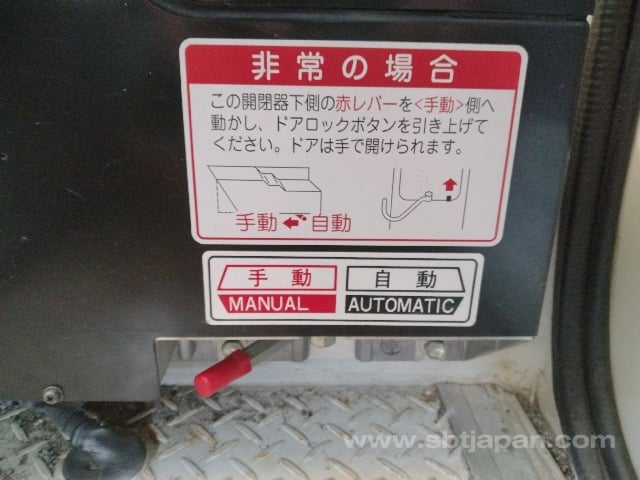 非常の場合
この開閉器下側の赤レバーを<手動>側へ
動かし、ドアロックボタンを引き上げて
ください。ドアは手で開けられます。
手動 ← 自動
手動 自動
MANUAL AUTOMATIC
www.sbtjapan.com